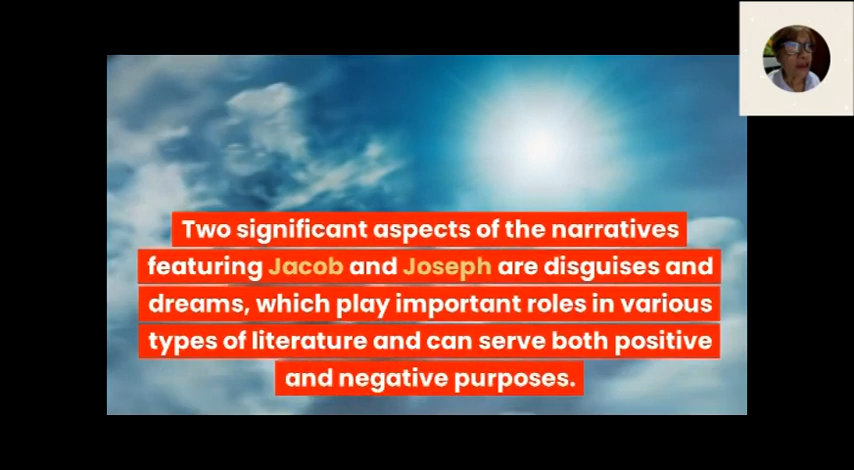 Two significant aspects of the narratives
featuring Jacob and Joseph are disguises and
dreams, which play important roles in various
types of literature and can serve both positive
and negative purposes.